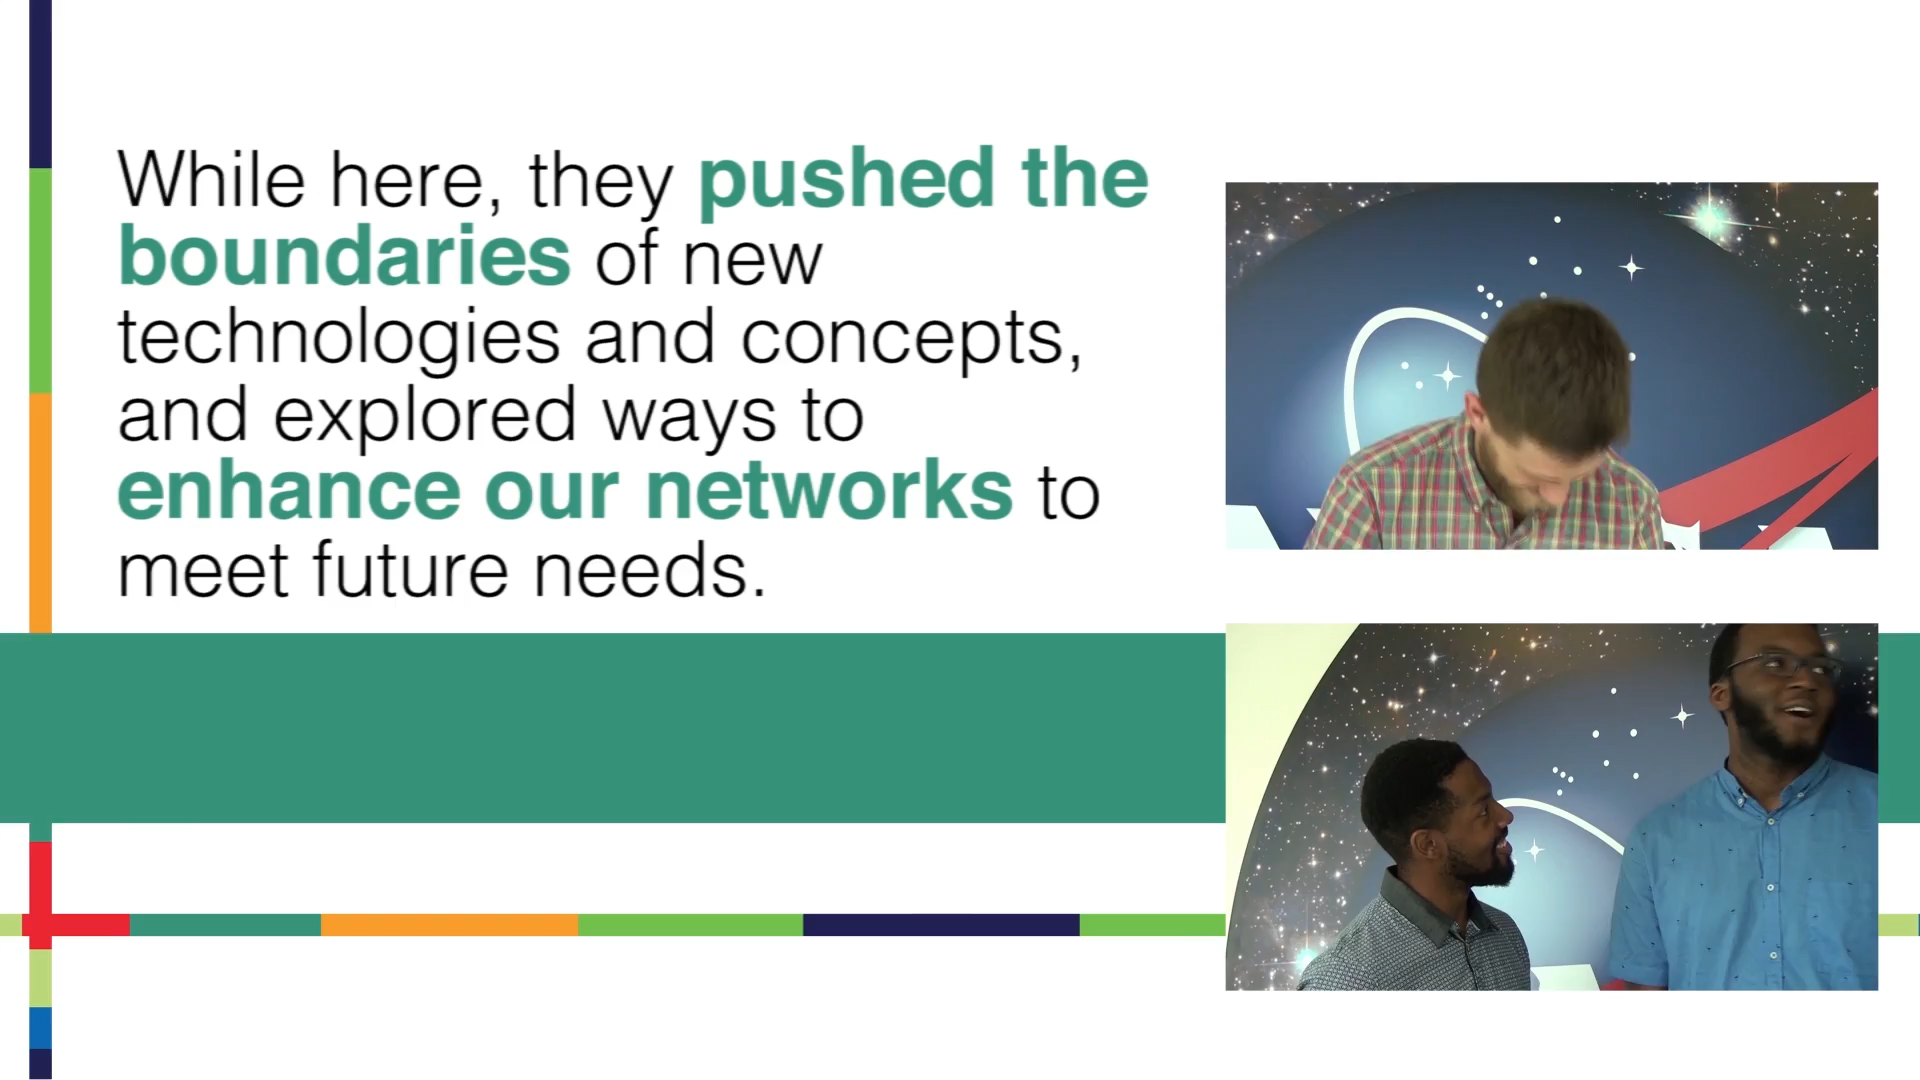 While here, they pushed the
boundaries of new
technologies and concepts,
and explored ways to
enhance our networks to
meet future needs.